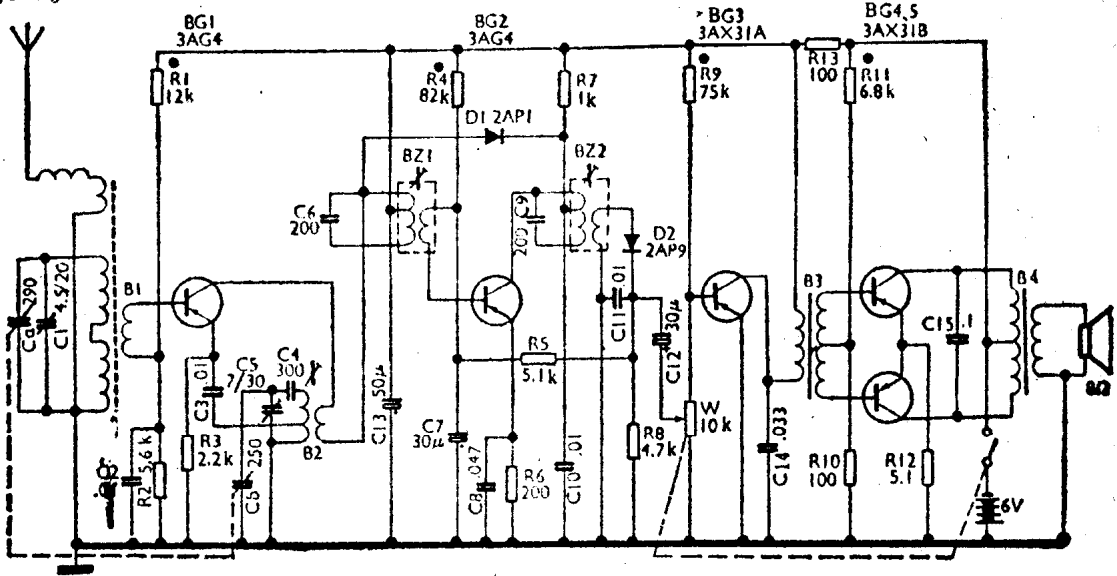 BG1
3AG4
BG2
3AG4
BG3
3AX31A
BG4,5
3AX31B
R1
12k
R4
82k
R7
1k
R9
75k
R13
100
R11
6.8k
D1 2AP1
BZ1
BZ2
C6
200
C9
200
D2
2AP9
Ca 290
C1 4.5/20
B1
C3 .01
C5
7/30
C4
300
C13 50μ
R5
5.1k
C11 .01
C12 30μ
B3
C15 .1
B4
8Ω
R2 5.6k
R3
2.2k
Cb 250
B2
C7
30μ
C8 .047
R6
200
C10 .01
R8
4.7k
W
10k
C14 .033
R10
100
R12
5.1
6V